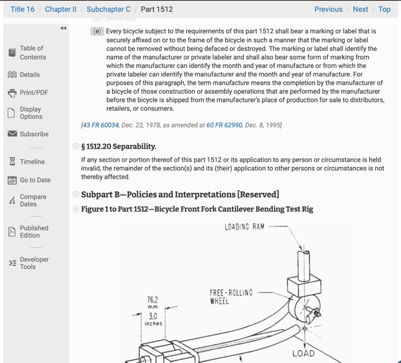 Title 16 / Chapter II / Subchapter C / Part 1512
Previous / Next / Top
Table of
Contents
Details
Print/PDF
Display
Options
Subscribe
Timeline
Go to Date
Compare
Dates
Published
Edition
Developer
Tools
(e) Every bicycle subject to the requirements of this part 1512 shall bear a marking or label that is
securely affixed on or to the frame of the bicycle in such a manner that the marking or label
cannot be removed without being defaced or destroyed. The marking or label shall identify
the name of the manufacturer or private labeler and shall also bear some form of marking from
which the manufacturer can identify the month and year of manufacture or from which the
private labeler can identify the manufacturer and the month and year of manufacture. For
purposes of this paragraph, the term manufacture means the completion by the manufacturer of
a bicycle of those construction or assembly operations that are performed by the manufacturer
before the bicycle is shipped from the manufacturer's place of production for sale to distributors,
retailers, or consumers.
[43 FR 60034, Dec. 22, 1978, as amended at 60 FR 62990, Dec. 8, 1995]
§ 1512.20 Separability.
If any section or portion thereof of this part 1512 or its application to any person or circumstance is held
invalid, the remainder of the section(s) and its (their) application to other persons or circumstances is not
thereby affected.
Subpart B—Policies and Interpretations [Reserved]
Figure 1 to Part 1512—Bicycle Front Fork Cantilever Bending Test Rig
LOADING RAM
FREE-ROLLING
WHEEL
76.2
mm
3.0
inches
LOAD